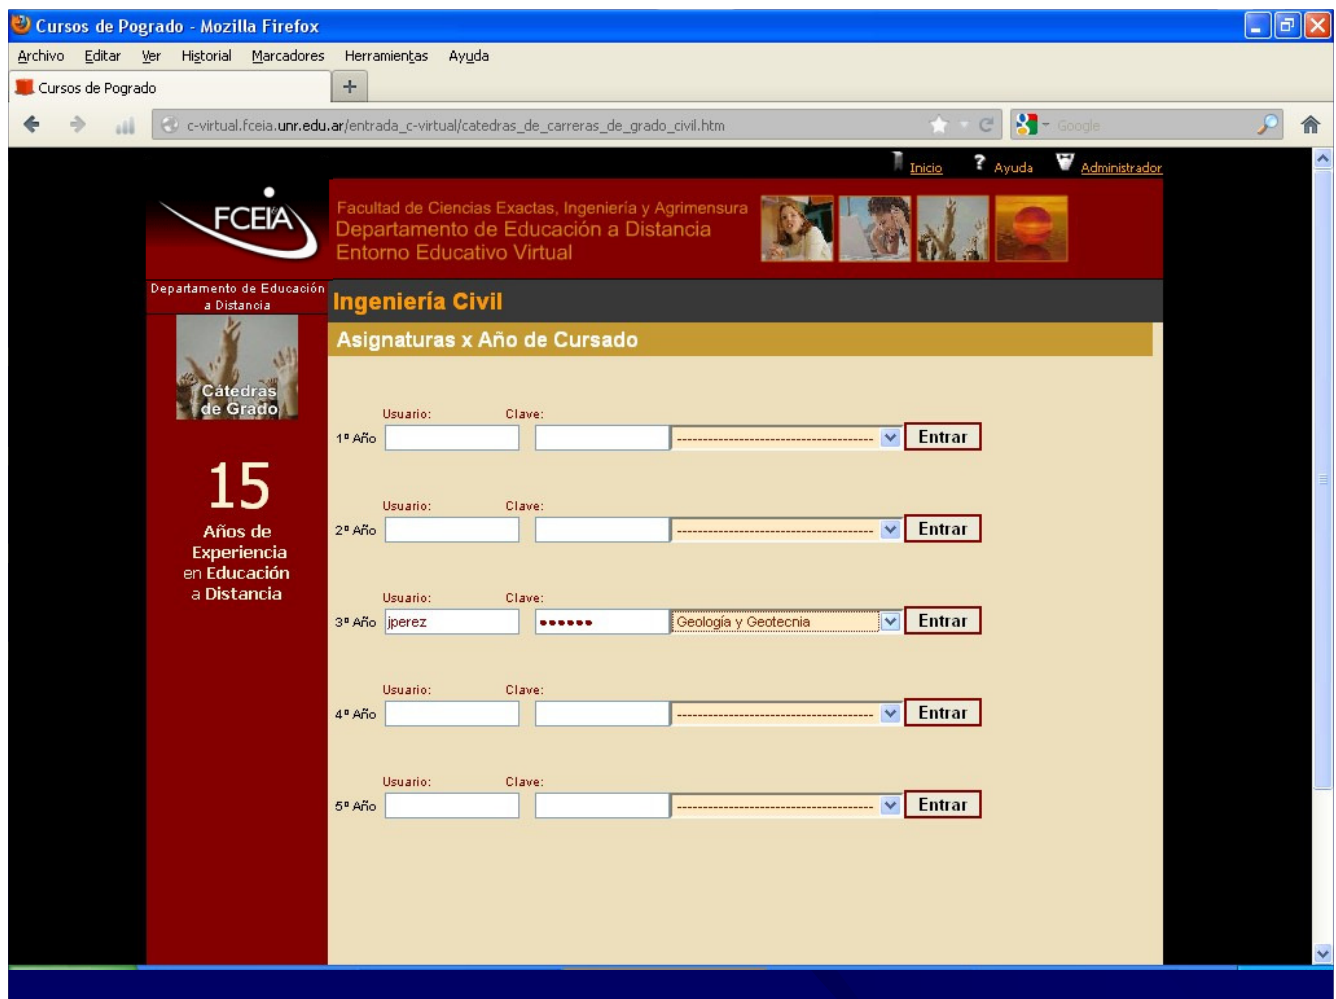 Cursos de Pogrado - Mozilla Firefox
Archivo Editar Ver Historial Marcadores Herramientas Ayuda
Cursos de Pogrado
c-virtual.fceia.unr.edu.ar/entrada_c-virtual/catedras_de_carreras_de_grado_civil.htm Google
Inicio ? Ayuda Administrador
FCEIA
Facultad de Ciencias Exactas, Ingeniería y Agrimensura
Departamento de Educación a Distancia
Entorno Educativo Virtual
Departamento de Educación
a Distancia
Ingeniería Civil
Asignaturas x Año de Cursado
Cátedras
de Grado
15
Años de
Experiencia
en Educación
a Distancia
Usuario: Clave:
1º Año ------------------------------------- Entrar
Usuario: Clave:
2º Año ------------------------------------- Entrar
Usuario: Clave:
3º Año jperez •••••• Geología y Geotecnia Entrar
Usuario: Clave:
4º Año ------------------------------------- Entrar
Usuario: Clave:
5º Año ------------------------------------- Entrar